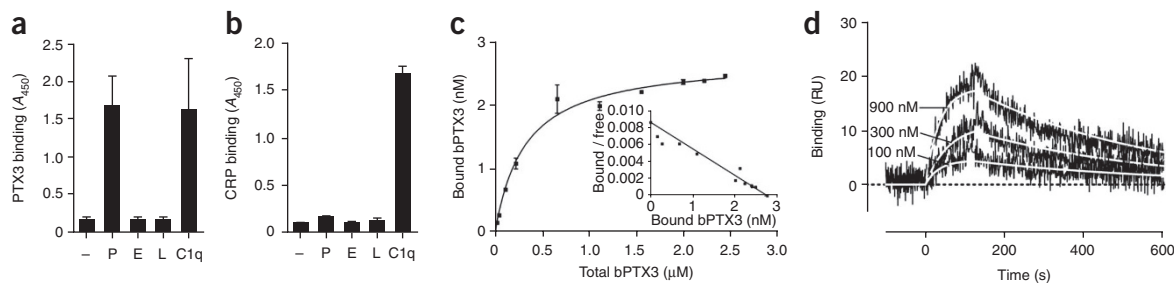 a
PTX3 binding (A450)
2.5
2.0
1.5
1.0
0.5
0
– P E L C1q
b
CRP binding (A450)
2.0
1.5
1.0
0.5
0
– P E L C1q
c
Bound bPTX3 (nM)
3
2
1
0
0 0.5 1.0 1.5 2.0 2.5
Total bPTX3 (μM)
Bound / free
0.010
0.008
0.006
0.004
0.002
0.000
0 1 2 3
Bound bPTX3 (nM)
d
Binding (RU)
30
20
10
0
900 nM
300 nM
100 nM
0 200 400 600
Time (s)